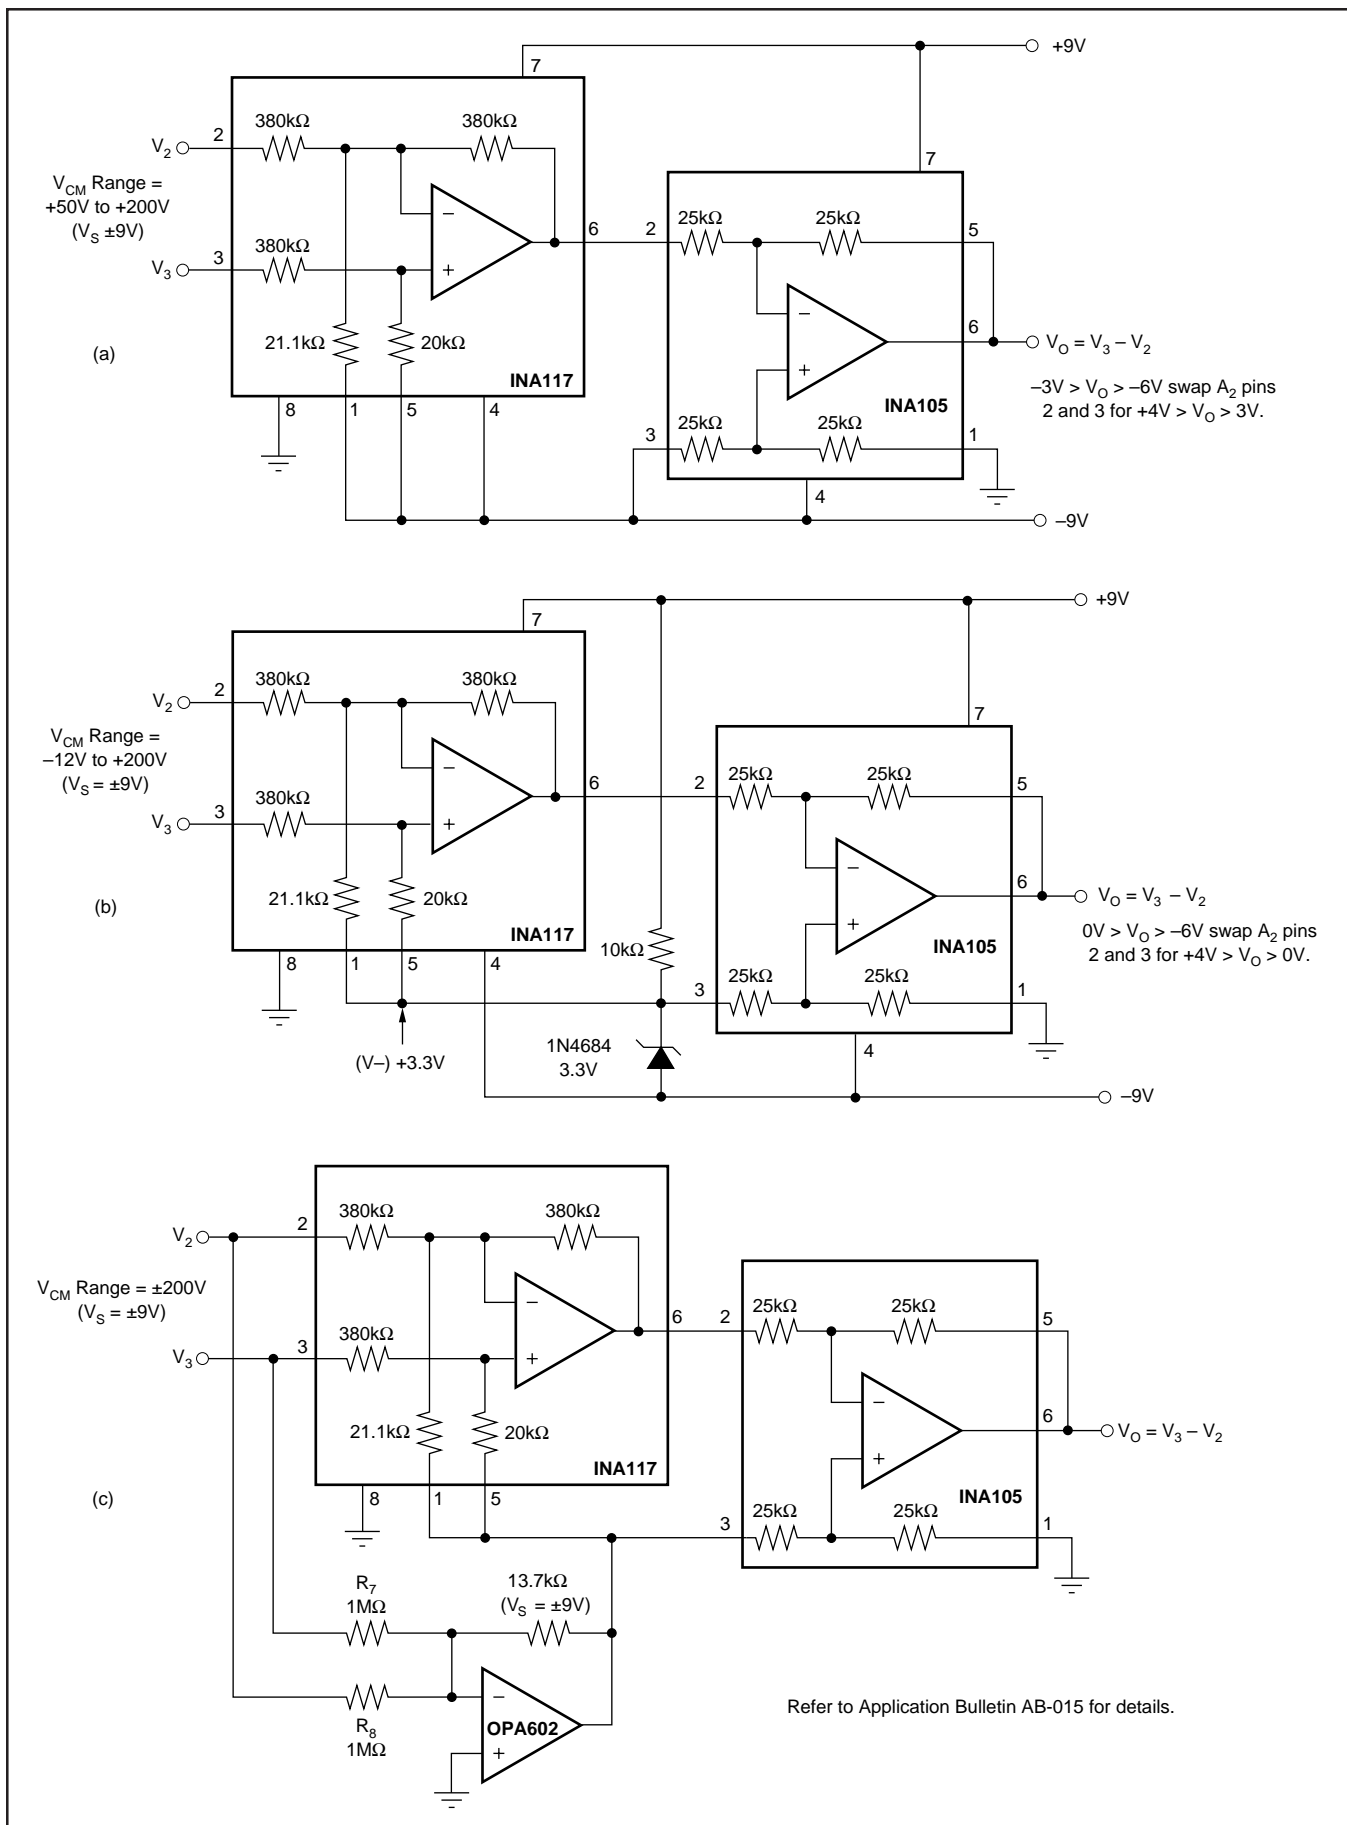 +9V
7
380kΩ
380kΩ
2
V2
VCM Range =
+50V to +200V
(VS ±9V)
7
25kΩ
25kΩ
380kΩ
6
2
5
–
3
V3
+
–
21.1kΩ
20kΩ
6
VO = V3 – V2
(a)
+
INA117
–3V > VO > –6V swap A2 pins
2 and 3 for +4V > VO > 3V.
INA105
8
1
5
4
25kΩ
25kΩ
3
1
4
–9V
+9V
7
380kΩ
380kΩ
2
V2
7
VCM Range =
–12V to +200V
(VS = ±9V)
–
25kΩ
25kΩ
380kΩ
6
2
5
3
V3
+
–
21.1kΩ
20kΩ
6
VO = V3 – V2
(b)
+
0V > VO > –6V swap A2 pins
2 and 3 for +4V > VO > 0V.
INA117
10kΩ
INA105
8
1
5
4
25kΩ
25kΩ
3
1
(V–) +3.3V
1N4684
3.3V
4
–9V
380kΩ
380kΩ
2
V2
VCM Range = ±200V
(VS = ±9V)
–
25kΩ
25kΩ
6
2
5
380kΩ
3
V3
+
–
21.1kΩ
20kΩ
6
VO = V3 – V2
+
INA117
(c)
INA105
8
1
5
25kΩ
25kΩ
3
1
R7
1MΩ
13.7kΩ
(VS = ±9V)
–
OPA602
+
R8
1MΩ
Refer to Application Bulletin AB-015 for details.